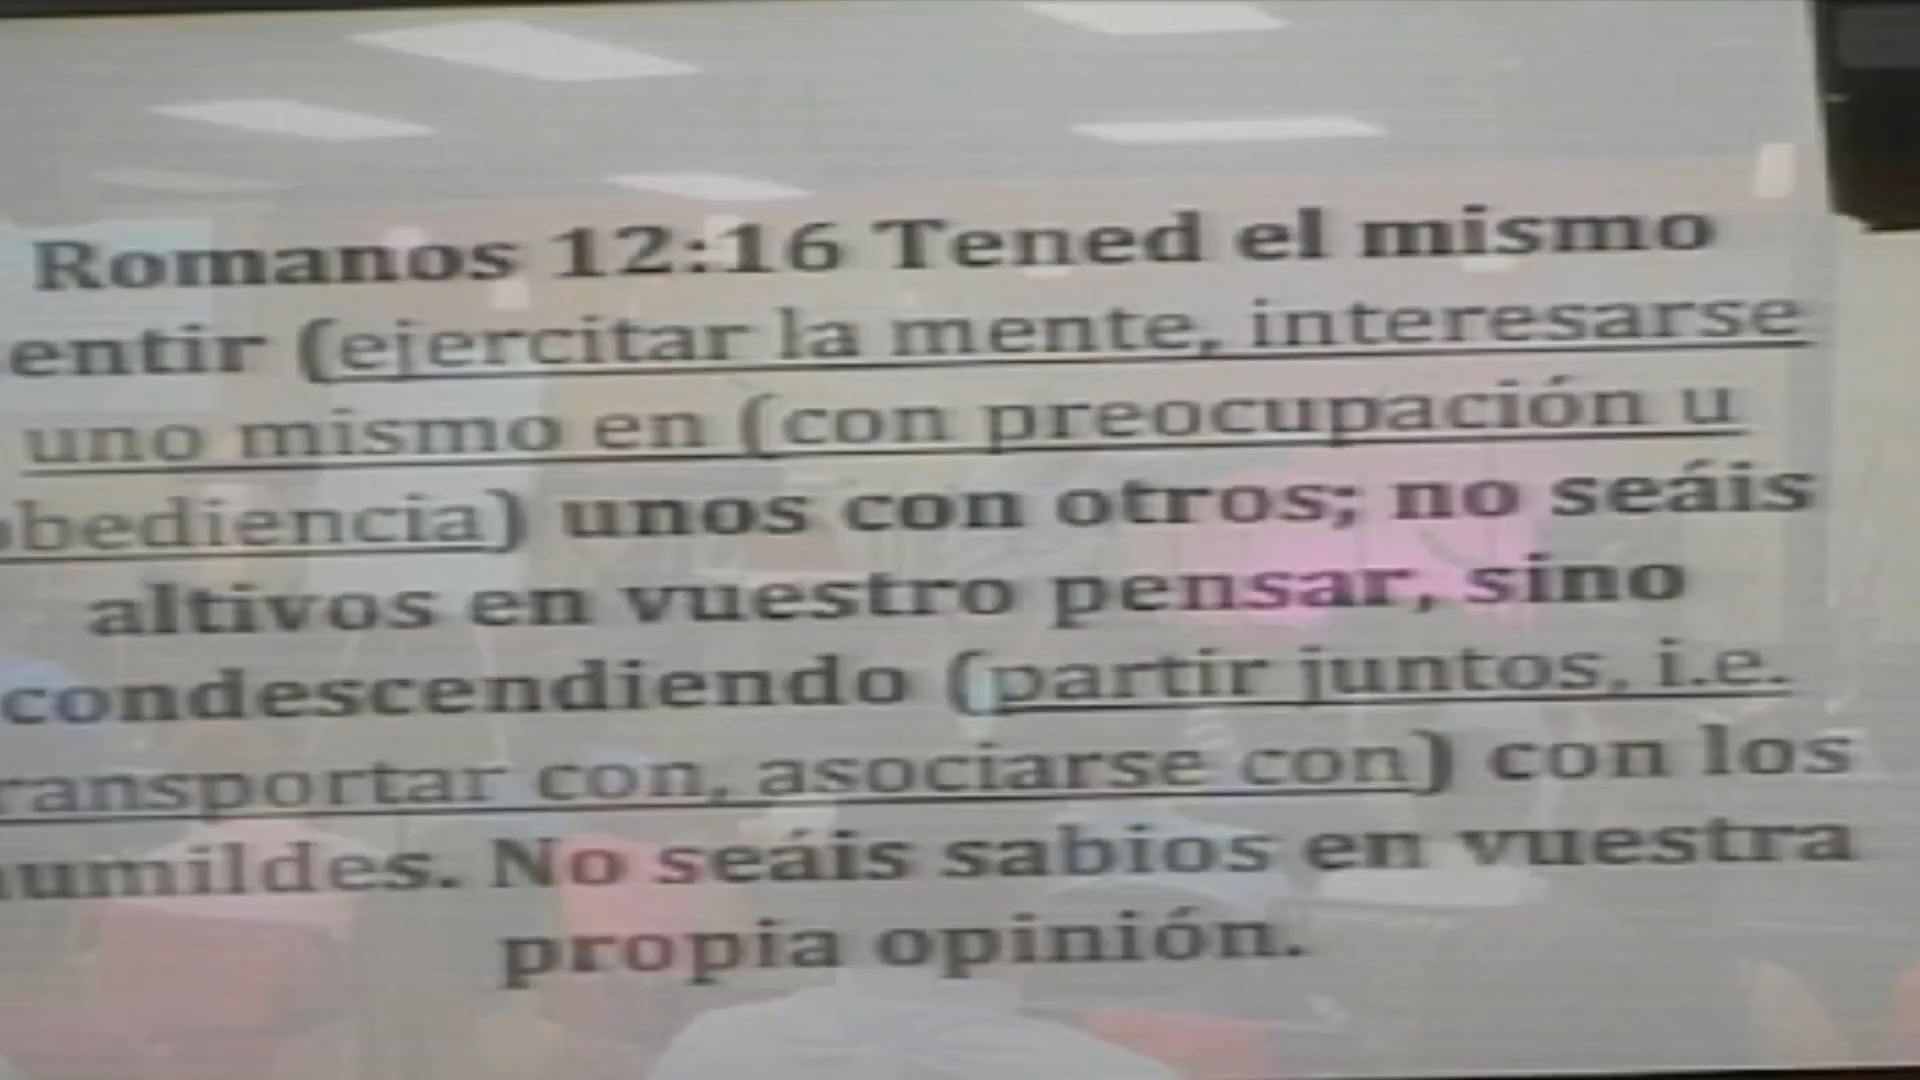 Romanos 12:16 Tened el mismo
entir (ejercitar la mente, interesarse
uno mismo en (con preocupación u
bediencia) unos con otros; no seáis
altivos en vuestro pensar, sino
condescendiendo (partir juntos, i.e.
ransportar con, asociarse con) con los
umildes. No seáis sabios en vuestra
propia opinión.